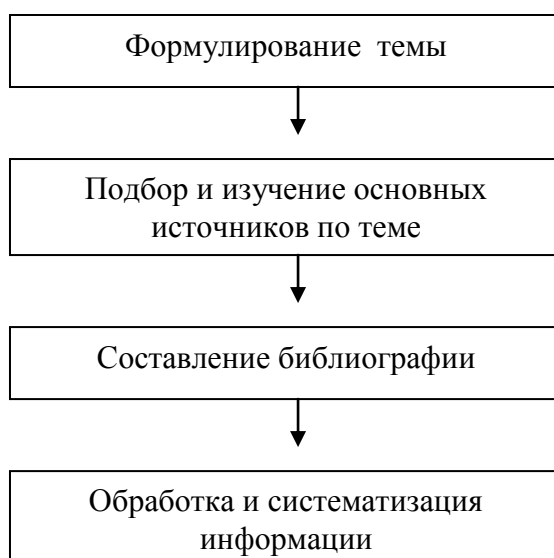 Формулирование темы
Подбор и изучение основных
источников по теме
Составление библиографии
Обработка и систематизация
информации